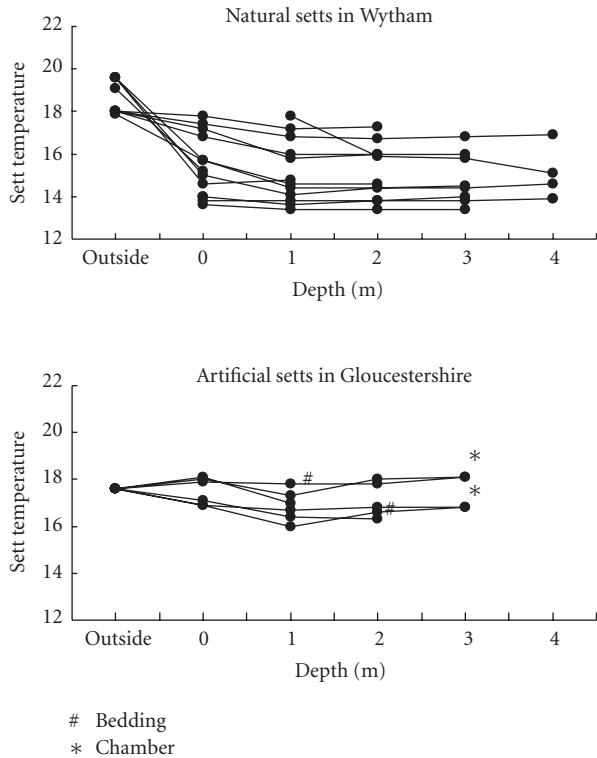 Natural setts in Wytham
22
20
18
16
14
12
Sett temperature
Outside 0 1 2 3 4
Depth (m)
Artificial setts in Gloucestershire
22
20
18
16
14
12
Sett temperature
# *
# *
Outside 0 1 2 3 4
Depth (m)
# Bedding
* Chamber